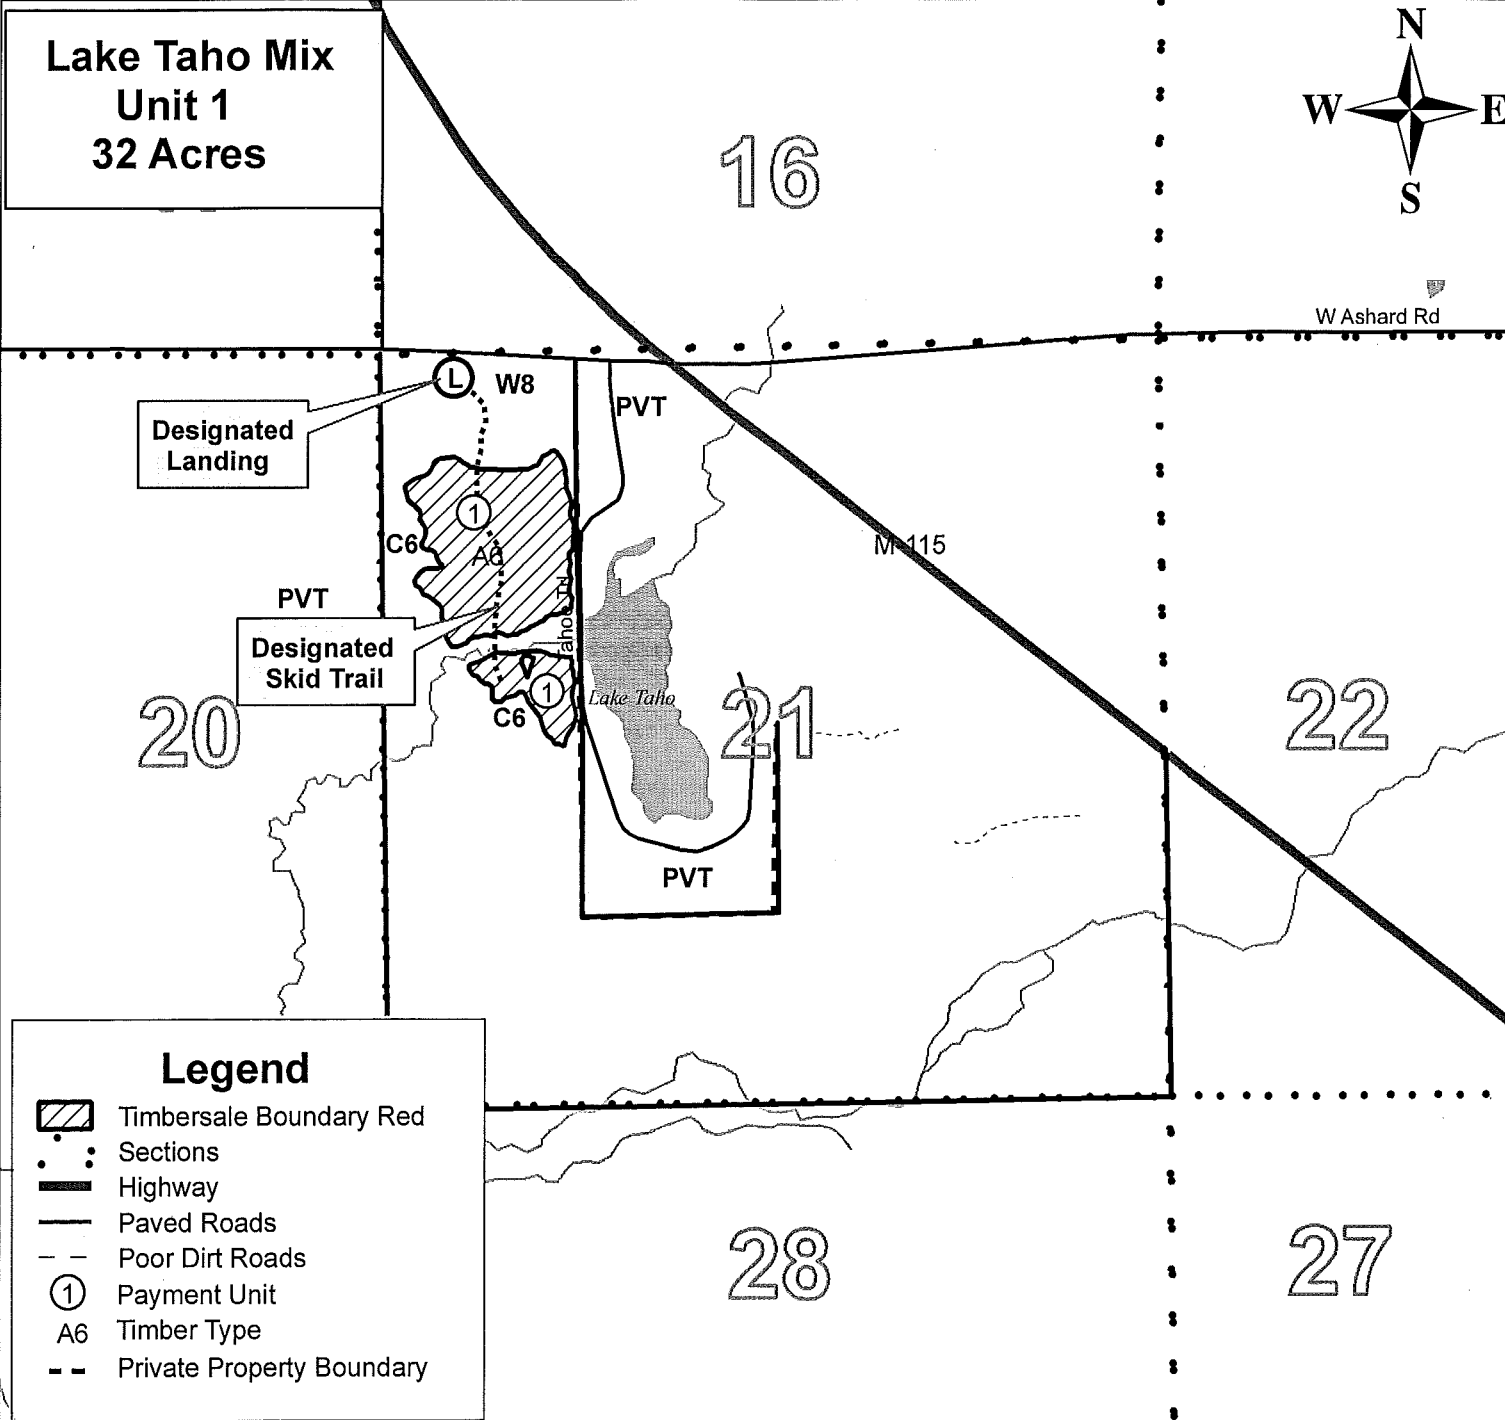 Lake Taho Mix
Unit 1
32 Acres
N
W
E
S
16
W Ashard Rd
L
W8
PVT
Designated
Landing
1
C6
A6
M-115
PVT
Designated
Skid Trail
1
C6
Lake Taho
20
21
22
PVT
Legend
Timbersale Boundary Red
Sections
Highway
Paved Roads
Poor Dirt Roads
1
Payment Unit
A6
Timber Type
Private Property Boundary
28
27